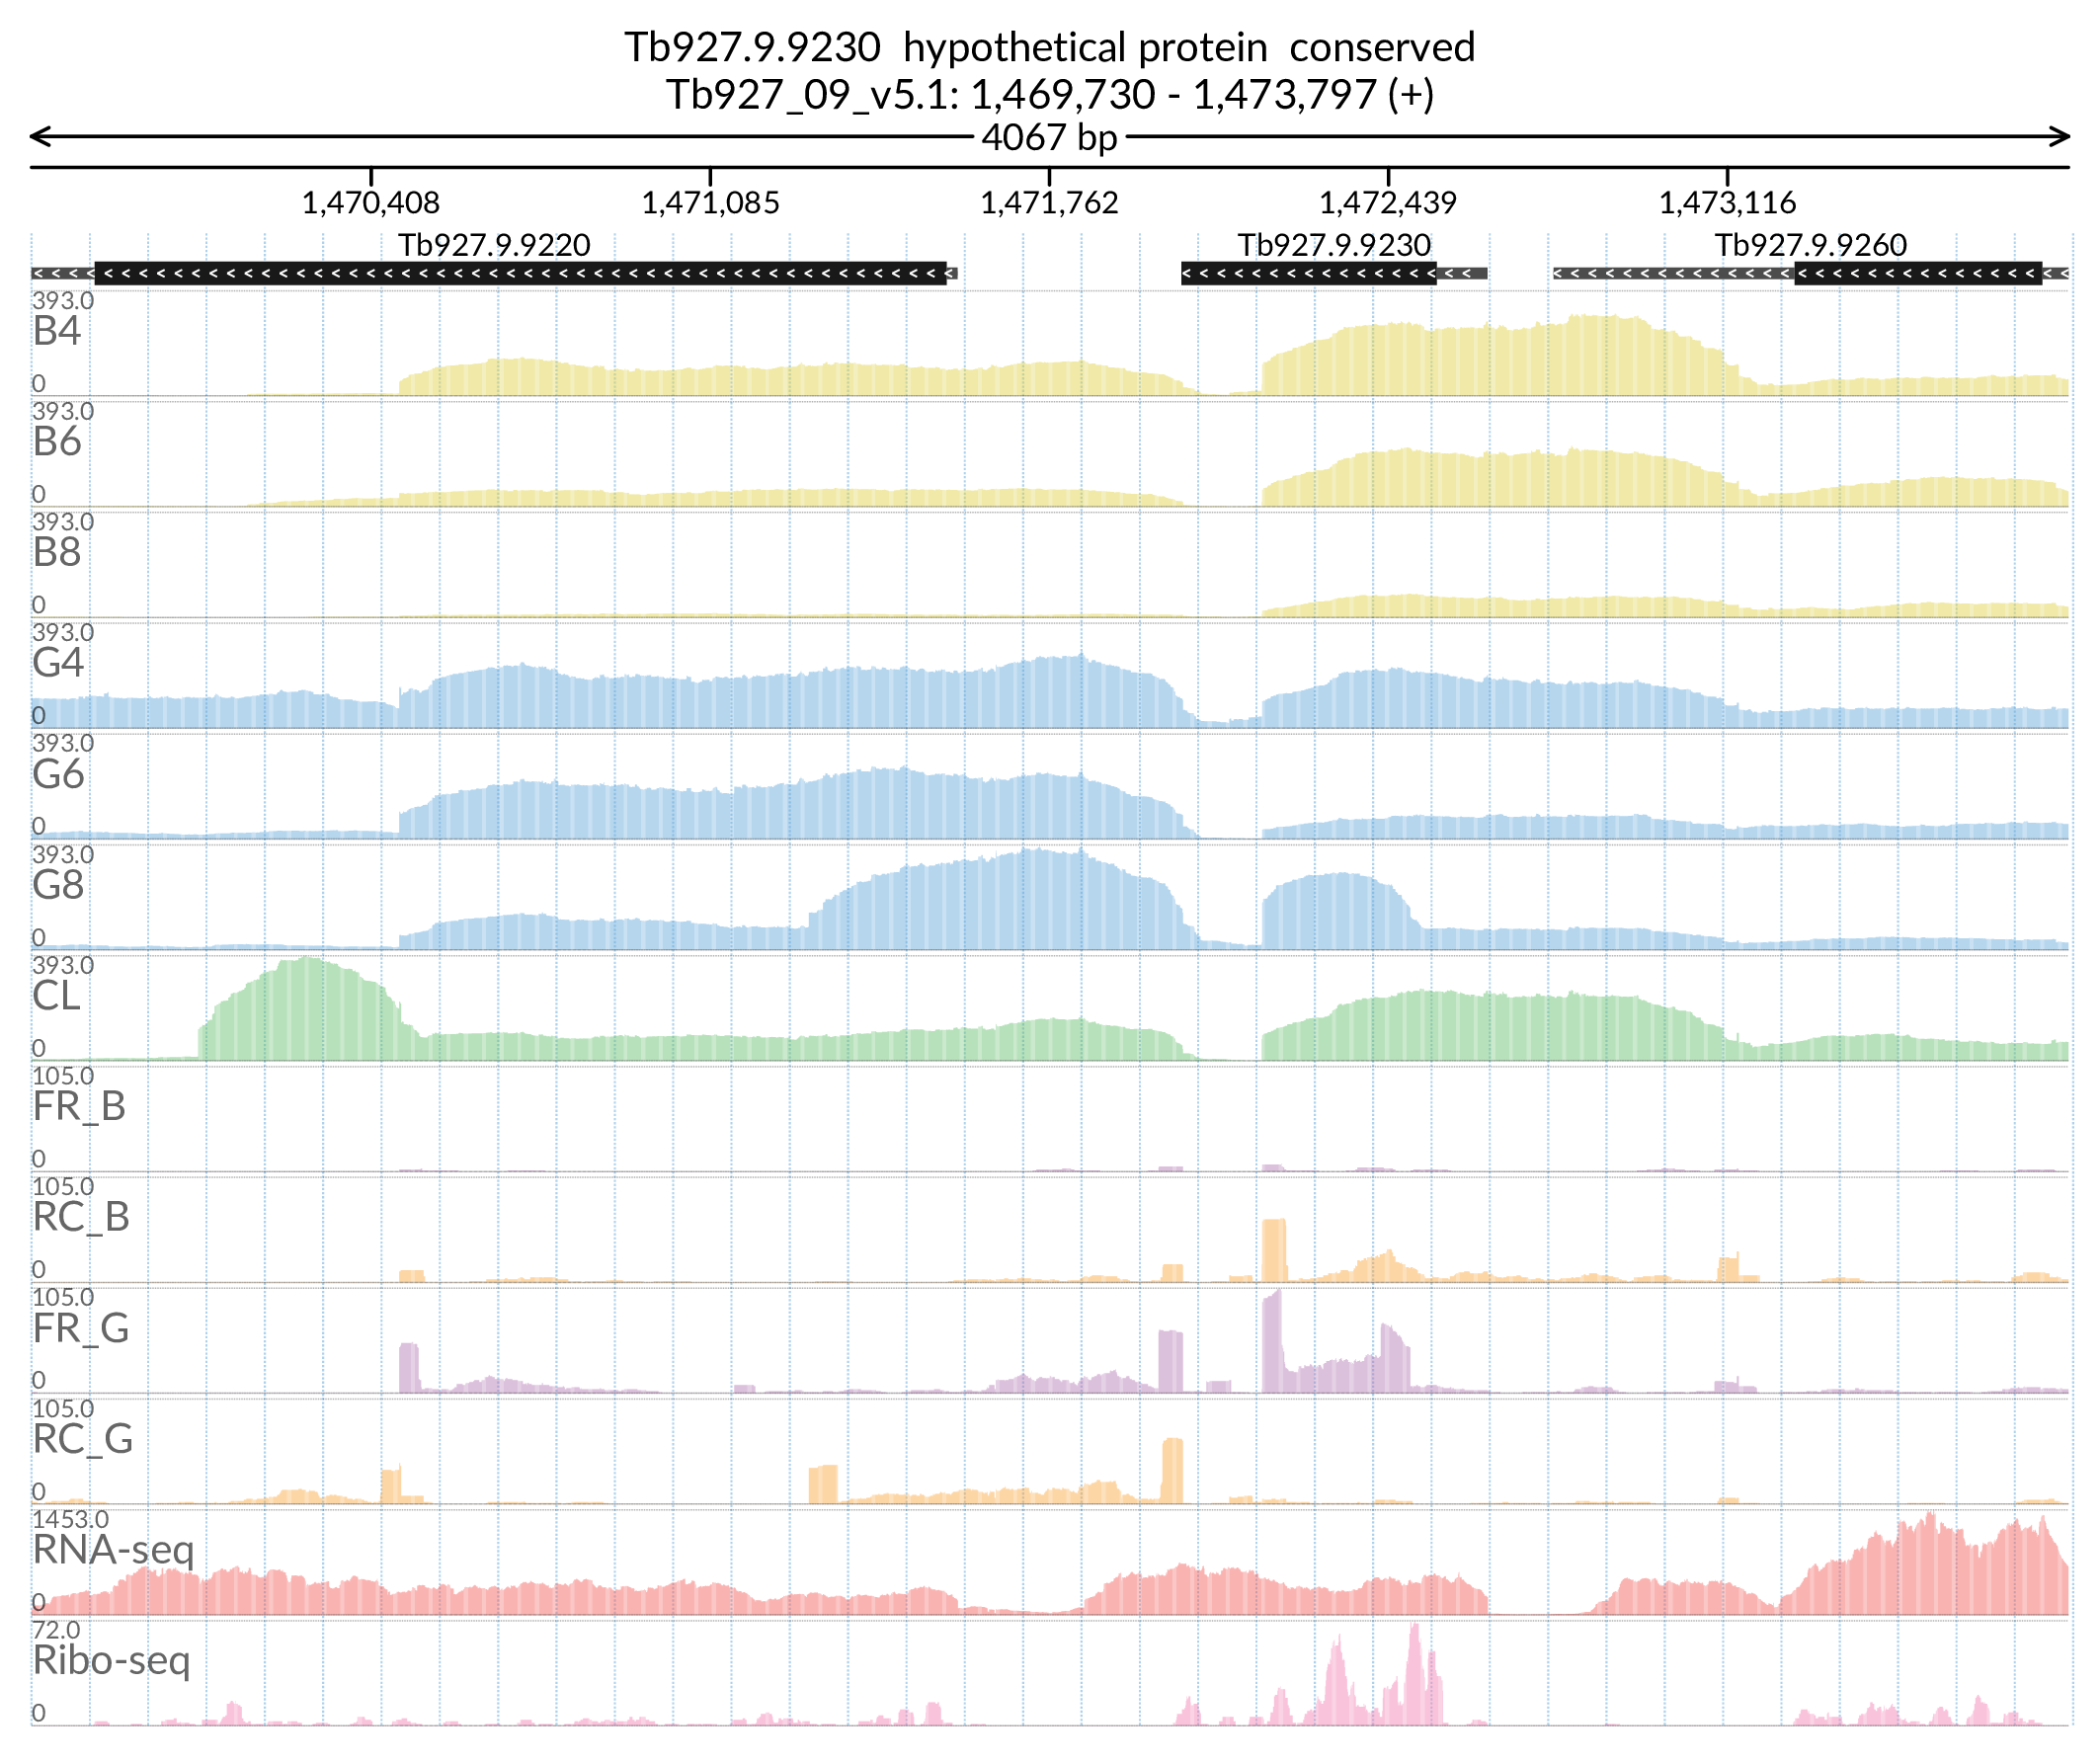 Tb927.9.9230  hypothetical protein  conserved
Tb927_09_v5.1: 1,469,730 - 1,473,797 (+)
4067 bp
1,470,408 1,471,085 1,471,762 1,472,439 1,473,116
Tb927.9.9220 Tb927.9.9230 Tb927.9.9260
393.0
B4
0
393.0
B6
0
393.0
B8
0
393.0
G4
0
393.0
G6
0
393.0
G8
0
393.0
CL
0
105.0
FR_B
0
105.0
RC_B
0
105.0
FR_G
0
105.0
RC_G
0
1453.0
RNA-seq
0
72.0
Ribo-seq
0